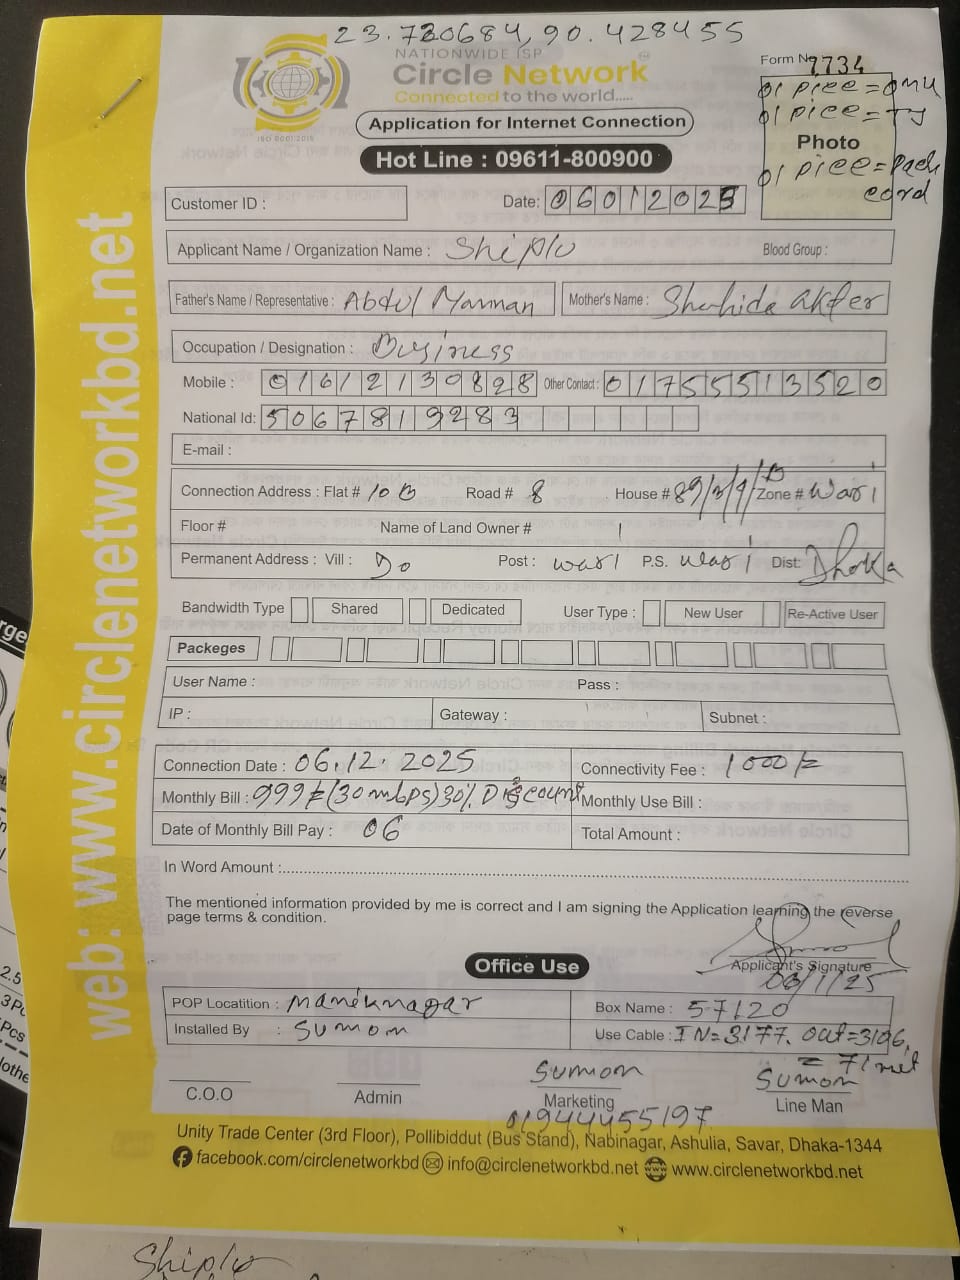 23.720684,90.428455
NATIONWIDE ISP
Circle Network
Connected to the world.....
ISO 9001:2015
Form No 7734
01 piece = onu
01 piece = TJ
Photo
01 piece = Pach
cord
Application for Internet Connection
Hot Line : 09611-800900
Customer ID :
Date: 06012025
Applicant Name / Organization Name : Shiplu
Blood Group :
Father's Name / Representative : Abdul Mannan
Mother's Name : Shahida akter
Occupation / Designation : Business
Mobile : 01612130828 Other Contact : 01755513520
National Id: 5067819283
E-mail :
Connection Address : Flat # 10 B Road # 8 House # 89/ Zone # Wari
Floor # Name of Land Owner #
Permanent Address : Vill : Do Post : wari P.S. wari Dist: Dhaka
Bandwidth Type Shared Dedicated User Type : New User Re-Active User
Packeges
User Name : Pass :
IP : Gateway : Subnet :
Connection Date : 06.12.2025 Connectivity Fee : 1000/=
Monthly Bill : 999/= (30 mbps) 30% Discount Monthly Use Bill :
Date of Monthly Bill Pay : 06 Total Amount :
In Word Amount :
The mentioned information provided by me is correct and I am signing the Application learning the reverse
page terms & condition.
Applicant's Signature
06/1/25
Office Use
POP Locatition : maniknagar Box Name : 57120
Installed By : Sumon Use Cable : IN=3177. out=3106,
= 71 met
Sumon Sumon
C.O.O Admin Marketing Line Man
01944455197
Unity Trade Center (3rd Floor), Pollibiddut (Bus Stand), Nabinagar, Ashulia, Savar, Dhaka-1344
facebook.com/circlenetworkbd info@circlenetworkbd.net www.circlenetworkbd.net
web: www.circlenetworkbd.net
Shiplu